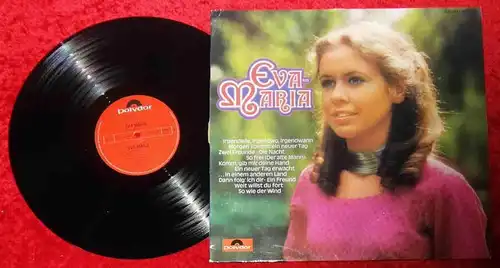 Polydor
EVA-
MARIA
Irgendwie, irgendwo, irgendwann
Morgen kommt ein neuer Tag
Zwei Freunde · Die Nacht
So frei (Der alte Mann)
Komm, gib mir deine Hand
Ein neuer Tag erwacht
... in einem anderen Land
Dann folg' ich dir · Ein Freund
Weit willst du fort
So wie der Wind
Polydor